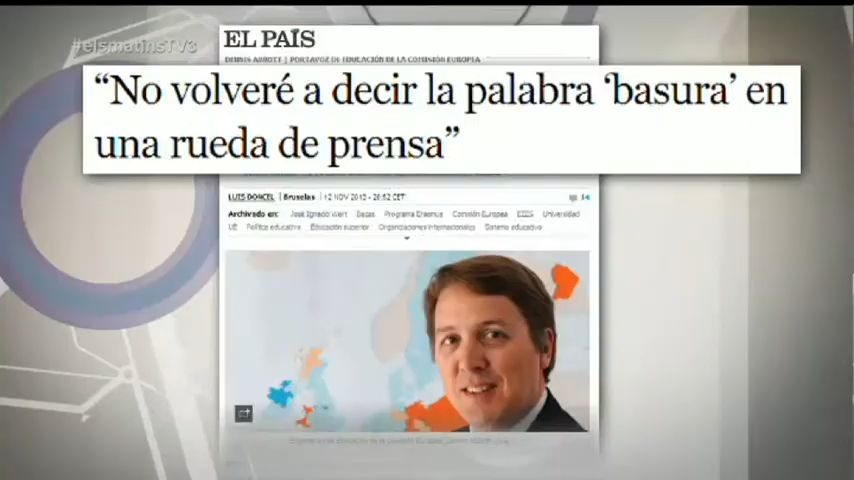 #elsmatinsTV3
EL PAÍS
DENNIS ABBOTT | PORTAVOZ DE EDUCACIÓN DE LA COMISIÓN EUROPEA
“No volveré a decir la palabra ‘basura’ en
una rueda de prensa”
LUIS DONCEL | Bruselas | 12 NOV 2013 - 20:52 CET
Archivado en: José Ignacio Wert Becas Programa Erasmus Comisión Europea EEES Universidad
UE Política educativa Educación superior Organizaciones internacionales Sistema educativo